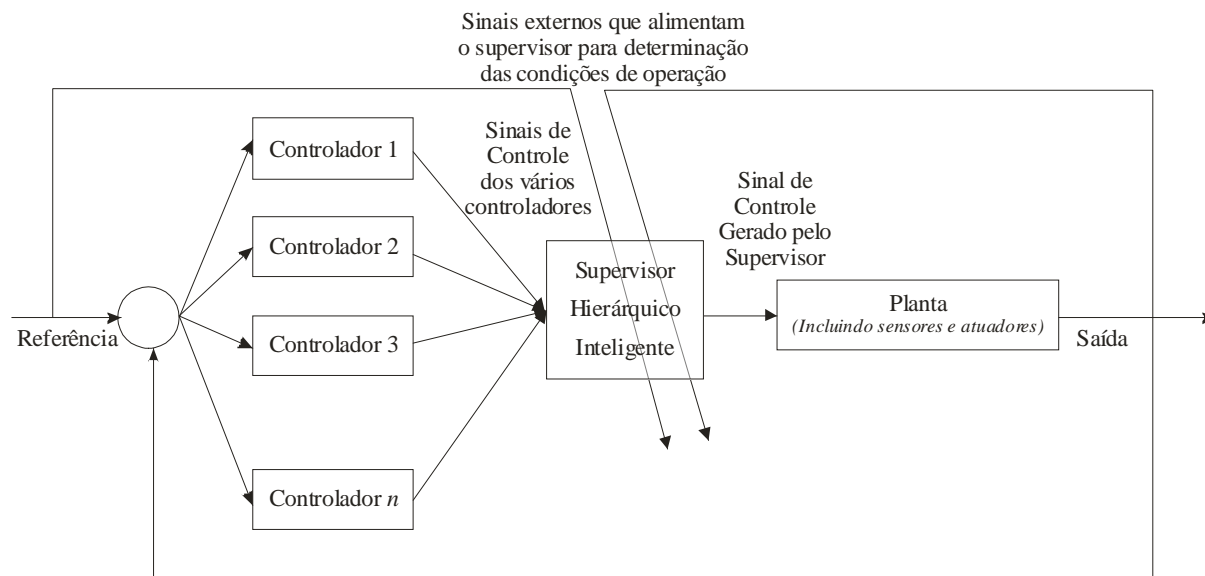 Sinais externos que alimentam
o supervisor para determinação
das condições de operação
Controlador 1
Sinais de
Controle
dos vários
controladores
Sinal de
Controle
Gerado pelo
Supervisor
Controlador 2
Supervisor
Hierárquico
Inteligente
Planta
(Incluindo sensores e atuadores)
Referência
Controlador 3
Saída
Controlador n